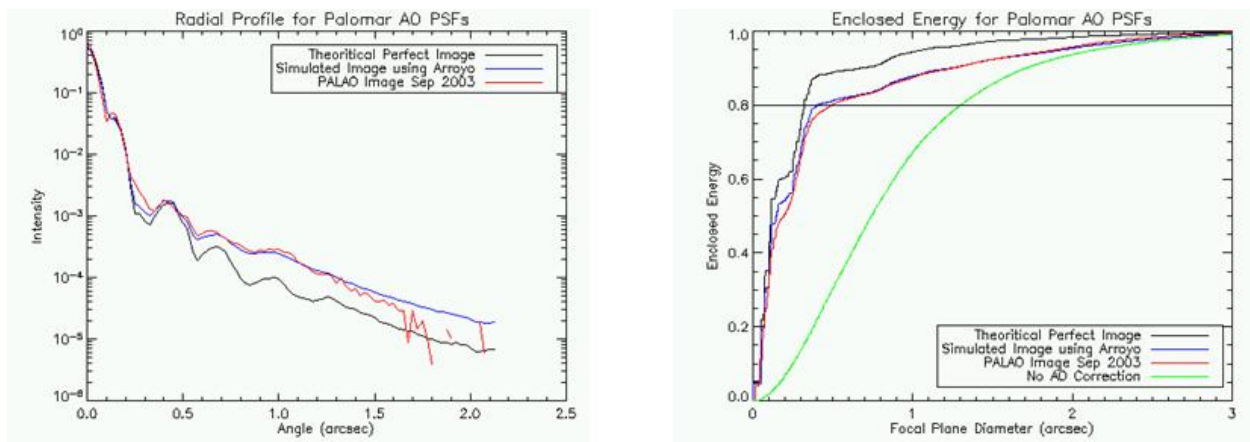 Radial Profile for Palomar AO PSFs
10⁰
10⁻¹
10⁻²
10⁻³
10⁻⁴
10⁻⁵
10⁻⁶
Intensity
Theoritical Perfect Image
Simulated Image using Arroyo
PALAO Image Sep 2003
0.0 0.5 1.0 1.5 2.0 2.5
Angle (arcsec)
Enclosed Energy for Palomar AO PSFs
1.0
0.8
0.6
0.4
0.2
0.0
Enclosed Energy
Theoritical Perfect Image
Simulated Image using Arroyo
PALAO Image Sep 2003
No AO Correction
0 1 2 3
Focal Plane Diameter (arcsec)